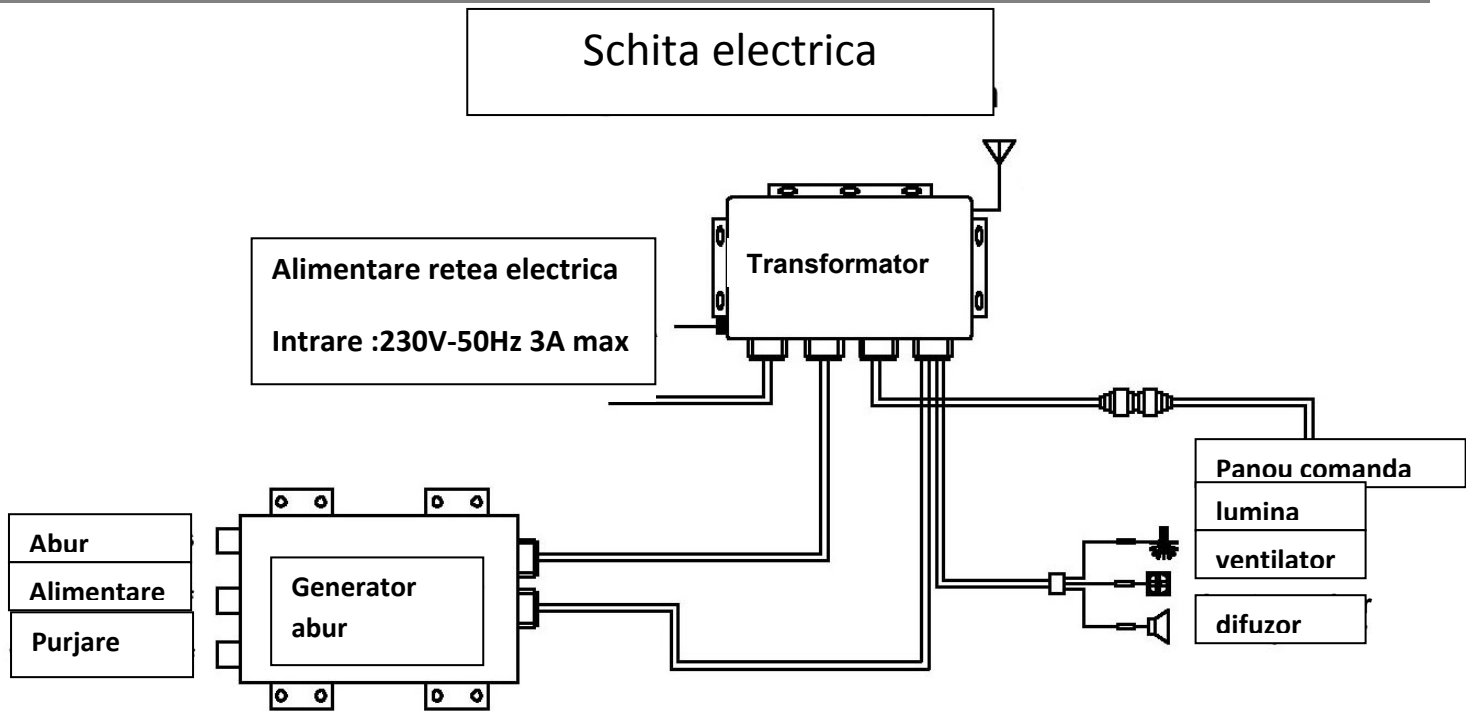 Schita electrica
Transformator
Alimentare retea electrica
Intrare :230V-50Hz 3A max
Panou comanda
lumina
ventilator
difuzor
Abur
Alimentare
Purjare
Generator
abur